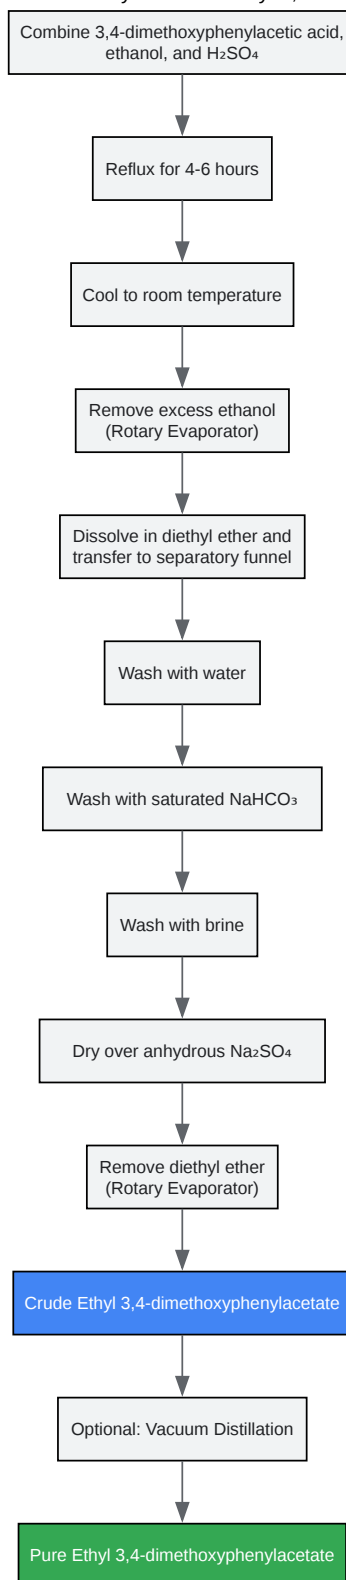 Combine 3,4-dimethoxyphenylacetic acid,
ethanol, and H₂SO₄
Reflux for 4-6 hours
Cool to room temperature
Remove excess ethanol
(Rotary Evaporator)
Dissolve in diethyl ether and
transfer to separatory funnel
Wash with water
Wash with saturated NaHCO₃
Wash with brine
Dry over anhydrous Na₂SO₄
Remove diethyl ether
(Rotary Evaporator)
Crude Ethyl 3,4-dimethoxyphenylacetate
Optional: Vacuum Distillation
Pure Ethyl 3,4-dimethoxyphenylacetate